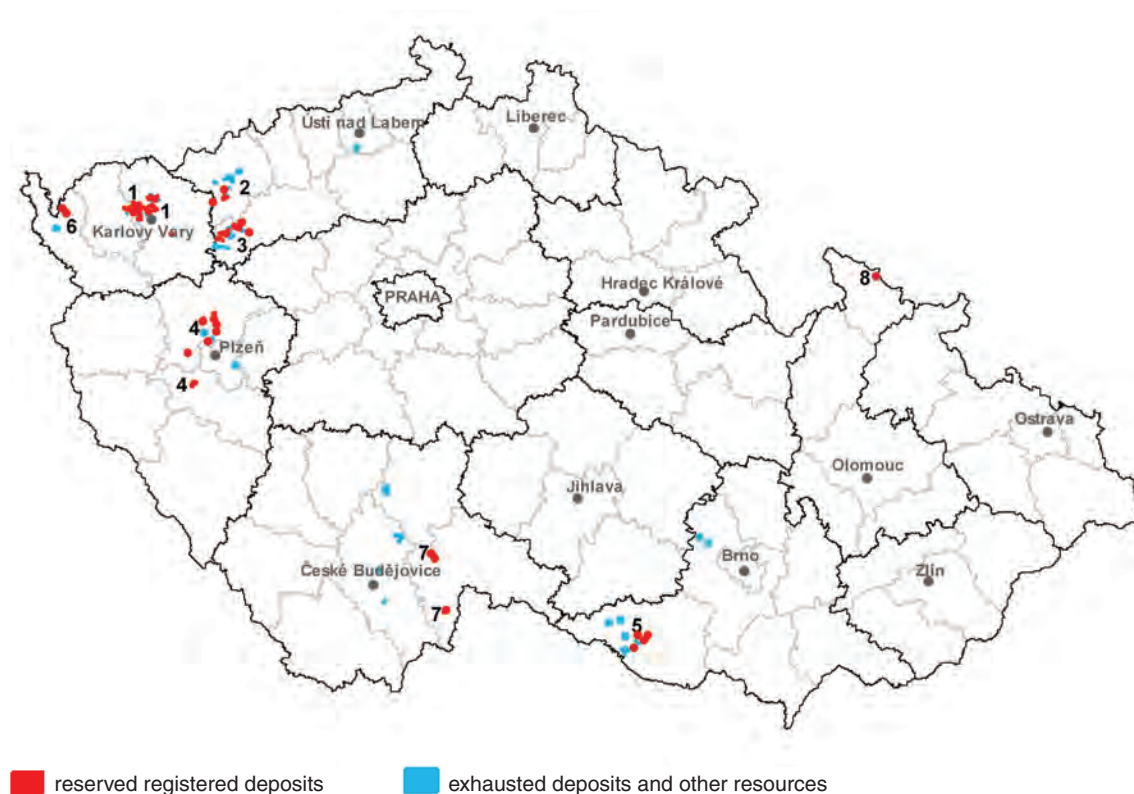 Ústí nad Labem
Liberec
1
2
1
6
Karlovy Vary
3
8
Hradec Králové
PRAHA
Pardubice
4
Plzeň
4
Ostrava
Olomouc
Jihlava
7
Brno
České Budějovice
Zlín
7
5
reserved registered deposits
exhausted deposits and other resources